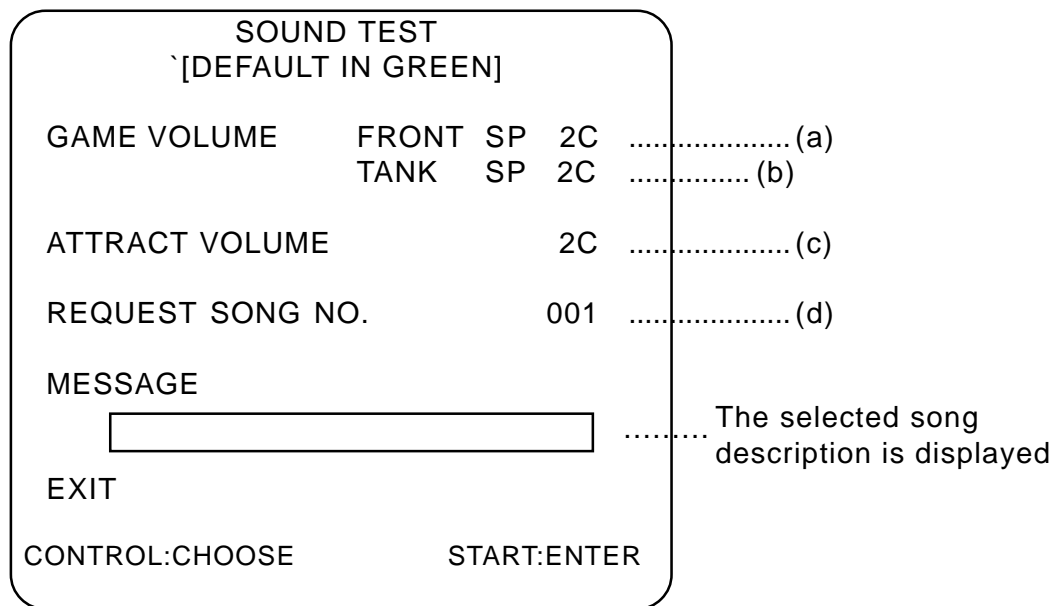 SOUND TEST
`[DEFAULT IN GREEN]
GAME VOLUME FRONT SP 2C ....................(a)
TANK SP 2C ............... (b)
ATTRACT VOLUME 2C ....................(c)
REQUEST SONG NO. 001 ....................(d)
MESSAGE
......... The selected song
description is displayed
EXIT
CONTROL:CHOOSE START:ENTER